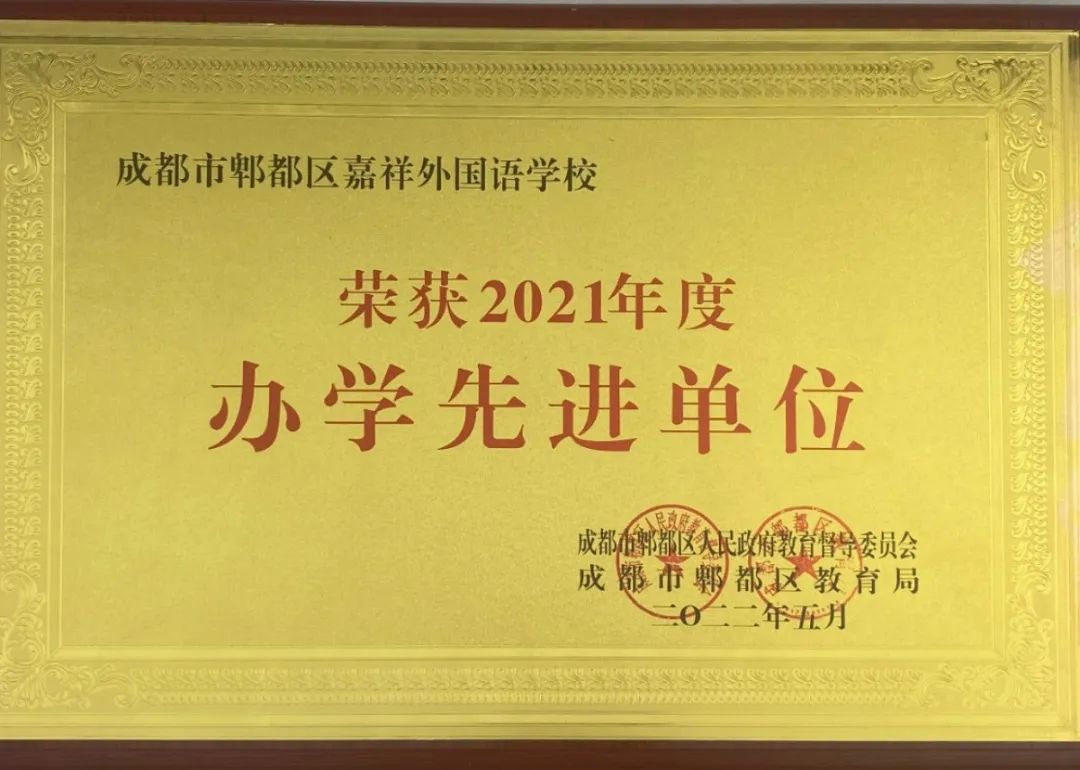 成都市郫都区嘉祥外国语学校
荣获2021年度
办学先进单位
成都市郫都区人民政府教育督导委员会
成都市郫都区教育局
二〇二二年五月